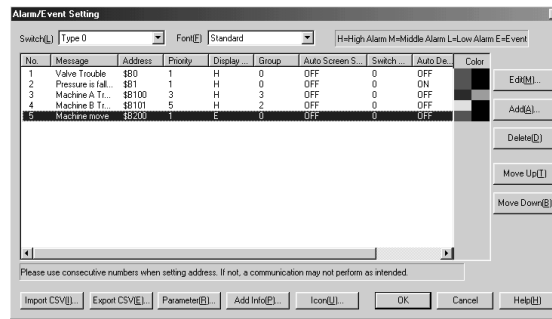 Alarm/Event Setting
Switch(L) Type 0 Font(F) Standard H=High Alarm M=Middle Alarm L=Low Alarm E=Event
No. Message Address Priority Display ... Group Auto Screen S... Switch ... Auto De... Color
1 Valve Trouble $B0 1 H 0 OFF 0 OFF
2 Pressure is fall... $B1 1 H 0 OFF 0 ON
3 Machine A Tr... $B100 3 H 3 OFF 0 OFF
4 Machine B Tr... $B101 5 H 2 OFF 0 OFF
5 Machine move $B200 1 E 0 OFF 0 OFF
Edit(M)...
Add(A)...
Delete(D)
Move Up(T)
Move Down(B)
Please use consecutive numbers when setting address. If not, a communication may not perform as intended.
Import CSV(I)... Export CSV(E)... Parameter(R)... Add Info(P)... Icon(U)... OK Cancel Help(H)